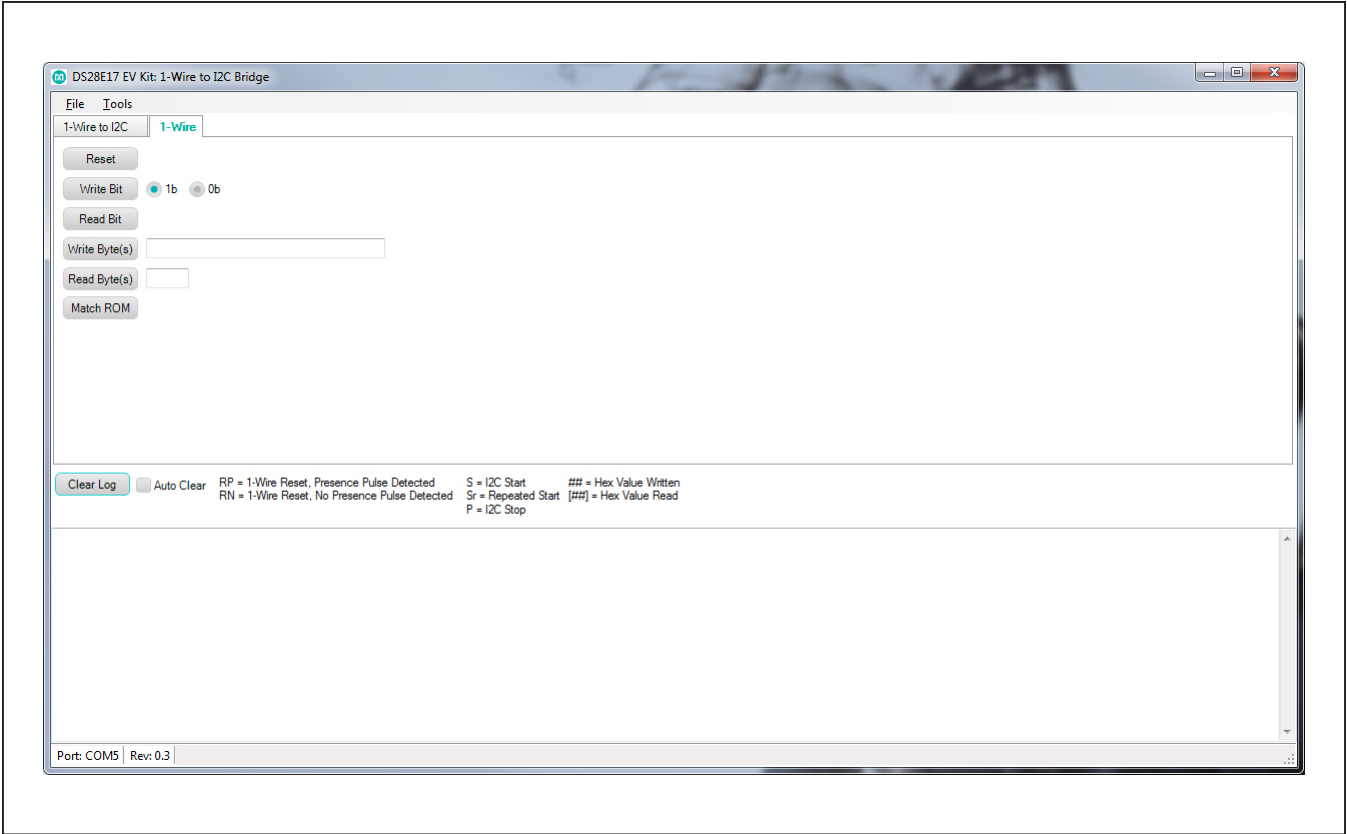 DS28E17 EV Kit: 1-Wire to I2C Bridge
File Tools
1-Wire to I2C 1-Wire
Reset
Write Bit 1b 0b
Read Bit
Write Byte(s)
Read Byte(s)
Match ROM
Clear Log Auto Clear RP = 1-Wire Reset, Presence Pulse Detected S = I2C Start ## = Hex Value Written
RN = 1-Wire Reset, No Presence Pulse Detected Sr = Repeated Start [##] = Hex Value Read
P = I2C Stop
Port: COM5 Rev: 0.3